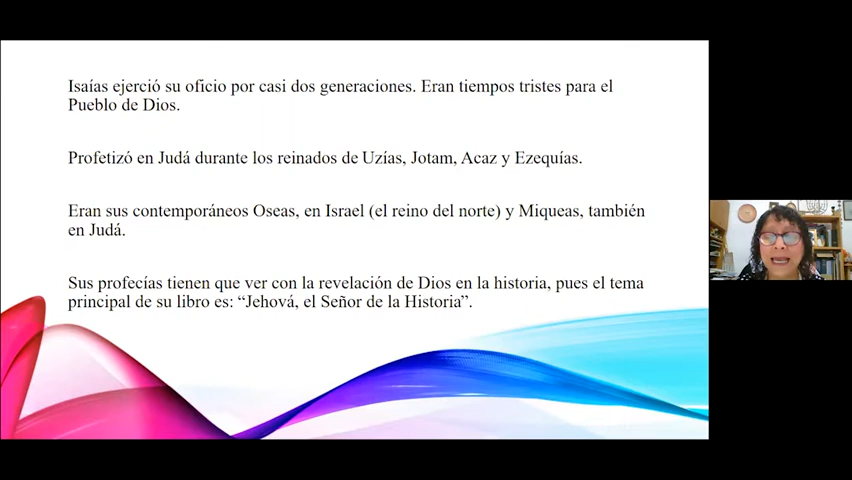 Isaías ejerció su oficio por casi dos generaciones. Eran tiempos tristes para el
Pueblo de Dios.
Profetizó en Judá durante los reinados de Uzías, Jotam, Acaz y Ezequías.
Eran sus contemporáneos Oseas, en Israel (el reino del norte) y Miqueas, también
en Judá.
Sus profecías tienen que ver con la revelación de Dios en la historia, pues el tema
principal de su libro es: “Jehová, el Señor de la Historia”.